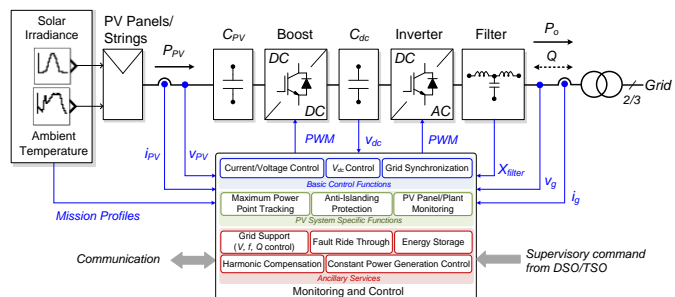 Solar
Irradiance
Ambient
Temperature
PV Panels/
Strings
P_PV
C_PV
Boost
DC
DC
C_dc
Inverter
DC
AC
Filter
P_o
Q
Grid
2/3
i_PV
v_PV
PWM
v_dc
PWM
X_filter
v_g
i_g
Mission Profiles
Current/Voltage Control
V_dc Control
Grid Synchronization
Basic Control Functions
Maximum Power
Point Tracking
Anti-Islanding
Protection
PV Panel/Plant
Monitoring
PV System Specific Functions
Grid Support
(V, f, Q control)
Fault Ride Through
Energy Storage
Harmonic Compensation
Constant Power Generation Control
Ancillary Services
Monitoring and Control
Communication
Supervisory command
from DSO/TSO